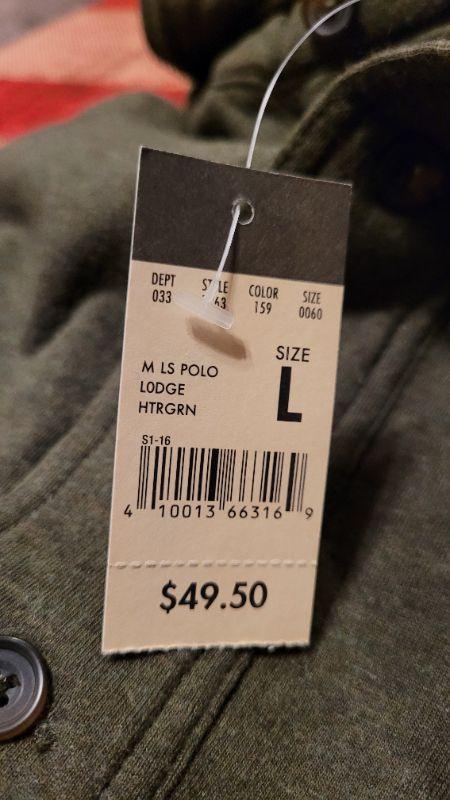 DEPT STYLE COLOR SIZE
033 63 159 0060
SIZE
M LS POLO
L
LODGE
HTRGRN
S1-16
4 10013 66316 9
$49.50